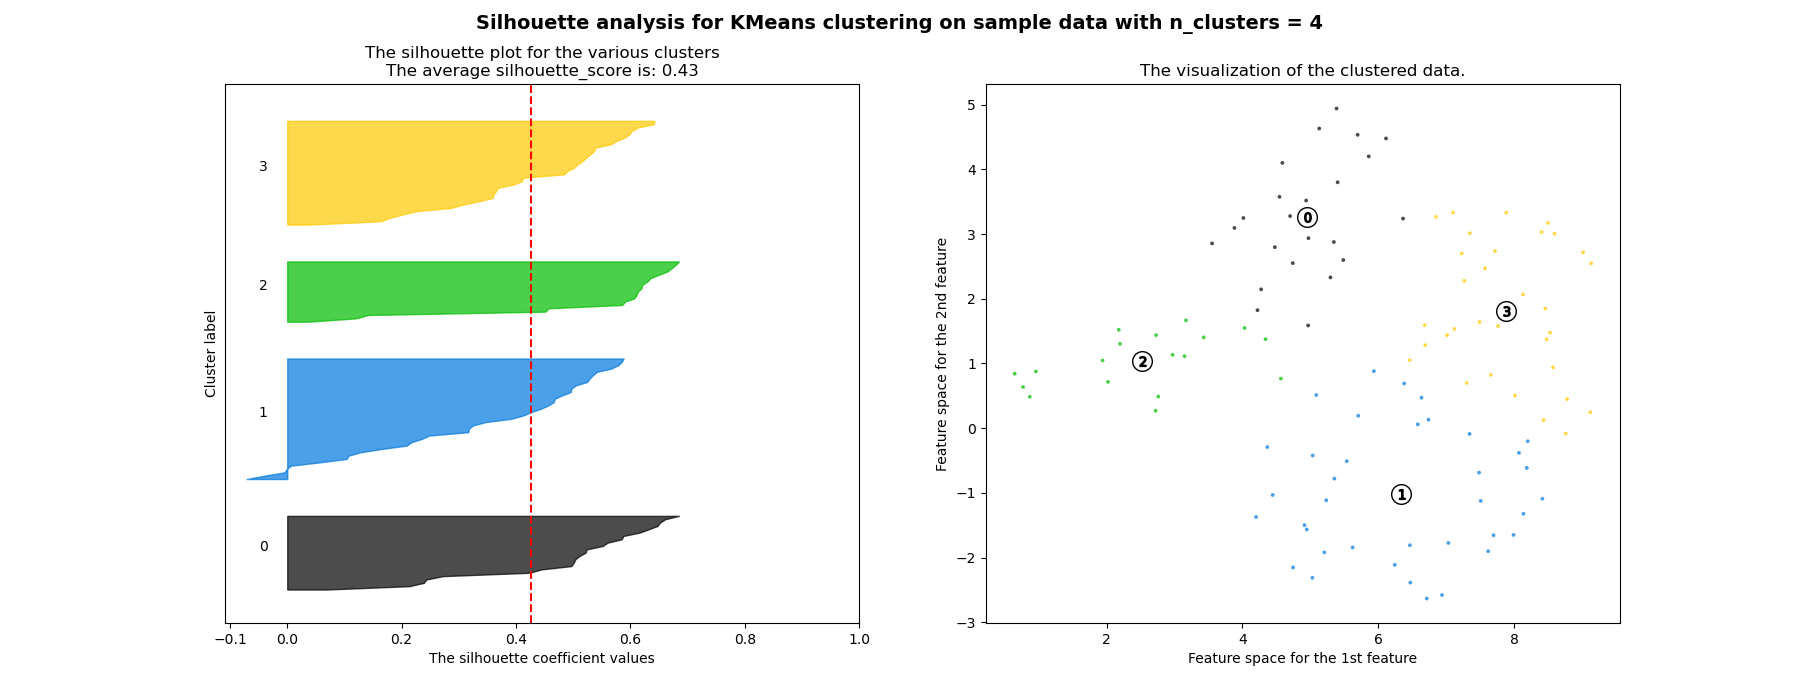 Silhouette analysis for KMeans clustering on sample data with n_clusters = 4
The silhouette plot for the various clusters
The average silhouette_score is: 0.43
3
2
1
0
Cluster label
−0.1 0.0 0.2 0.4 0.6 0.8 1.0
The silhouette coefficient values
The visualization of the clustered data.
5
4
3
2
1
0
−1
−2
−3
Feature space for the 2nd feature
0
3
2
1
2 4 6 8
Feature space for the 1st feature